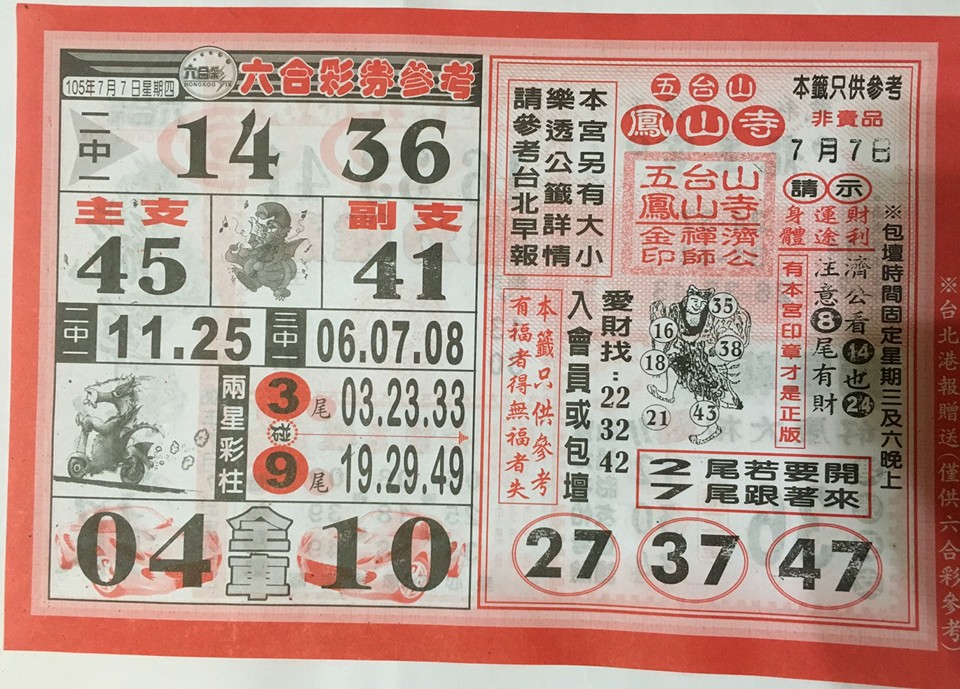 105年7月7日星期四
六合彩
HONGKOO 6IX
六合彩券參考
二中一
14 36
主支
45
副支
41
二中一
11.25
三中一
06.07.08
兩星彩柱
3尾 03.23.33
9尾 19.29.49
04
全車
10
本宮另有大小
樂透公籤詳情
請參考台北早報
五台山
鳳山寺
本籤只供參考
非賣品
7月7日
五台山
鳳山寺
濟公
禪師
金印
請示
財利
運途
身體
濟公看14也24
汪意8尾有財
有本宮印章才是正版
※包壇時間固定星期三及六晚上
愛財找:22
32
42
入會員或包壇
本籤只供參考
有福者得無福者失
35
16
38
18
43
21
2尾若要開
7尾跟著來
27 37 47
※台北港報贈送(僅供六合彩參考)